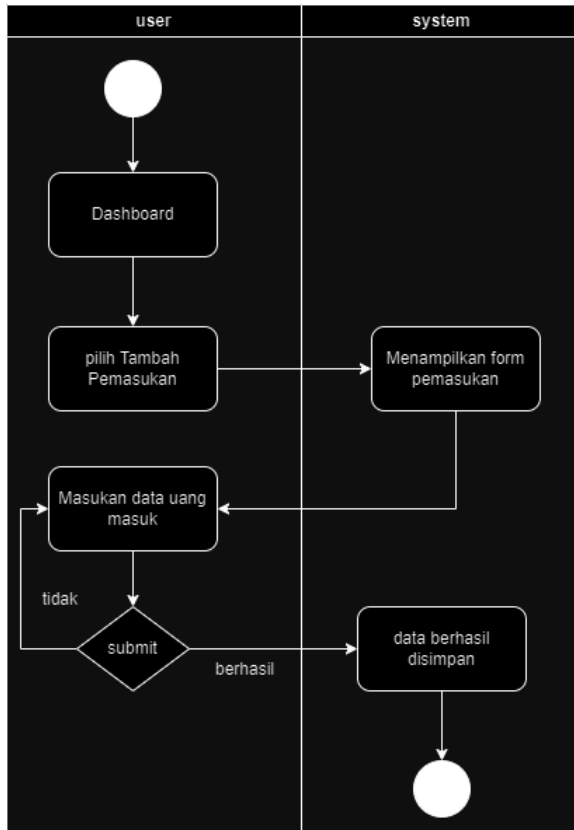 user
system
Dashboard
pilih Tambah
Pemasukan
Menampilkan form
pemasukan
Masukan data uang
masuk
tidak
submit
berhasil
data berhasil
disimpan